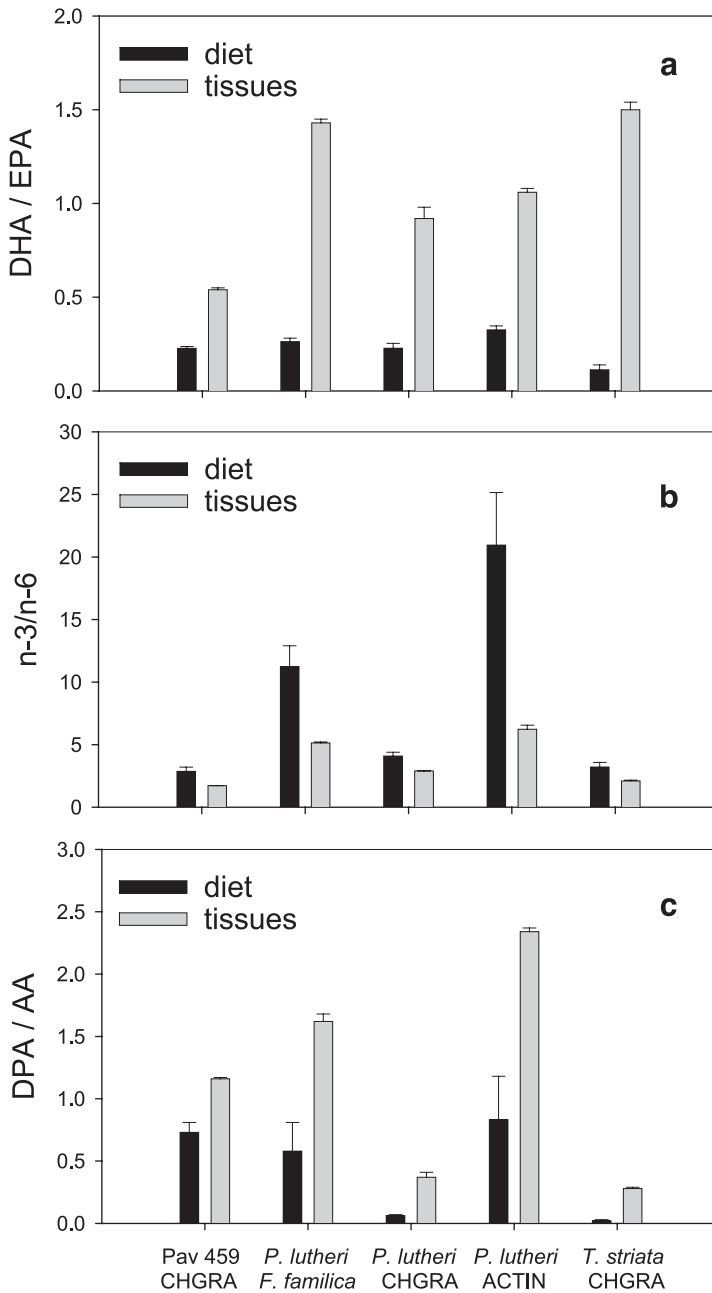 2.0
diet
tissues
a
1.5
1.0
0.5
0.0
DHA / EPA
30
diet
tissues
b
25
20
15
10
5
0
n-3/n-6
3.0
diet
tissues
c
2.5
2.0
1.5
1.0
0.5
0.0
DPA / AA
Pav 459 P. lutheri P. lutheri P. lutheri T. striata
CHGRA F. familica CHGRA ACTIN CHGRA